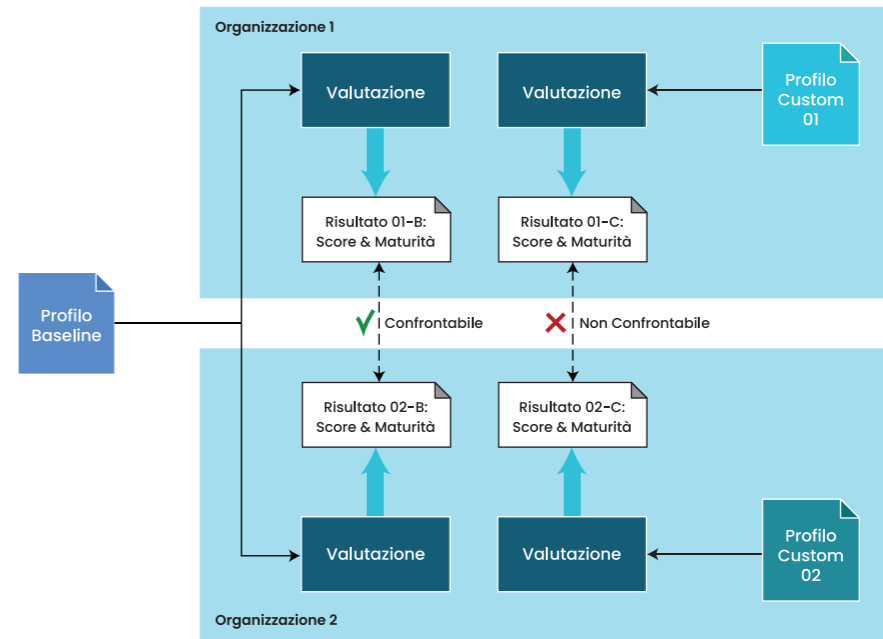 Organizzazione 1
Valutazione
Valutazione
Profilo
Custom
01
Risultato 01-B:
Score & Maturità
Risultato 01-C:
Score & Maturità
Profilo
Baseline
Confrontabile
Non Confrontabile
Risultato 02-B:
Score & Maturità
Risultato 02-C:
Score & Maturità
Valutazione
Valutazione
Profilo
Custom
02
Organizzazione 2